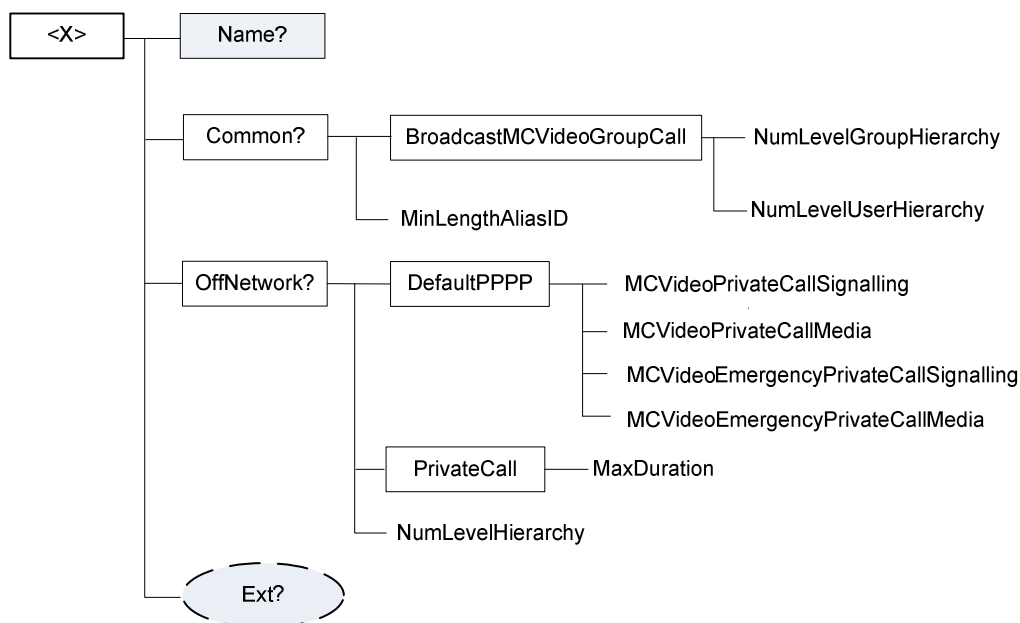 <X>
Name?
Common?
BroadcastMCVideoGroupCall
NumLevelGroupHierarchy
NumLevelUserHierarchy
MinLengthAliasID
OffNetwork?
DefaultPPPP
MCVideoPrivateCallSignalling
MCVideoPrivateCallMedia
MCVideoEmergencyPrivateCallSignalling
MCVideoEmergencyPrivateCallMedia
PrivateCall
MaxDuration
NumLevelHierarchy
Ext?